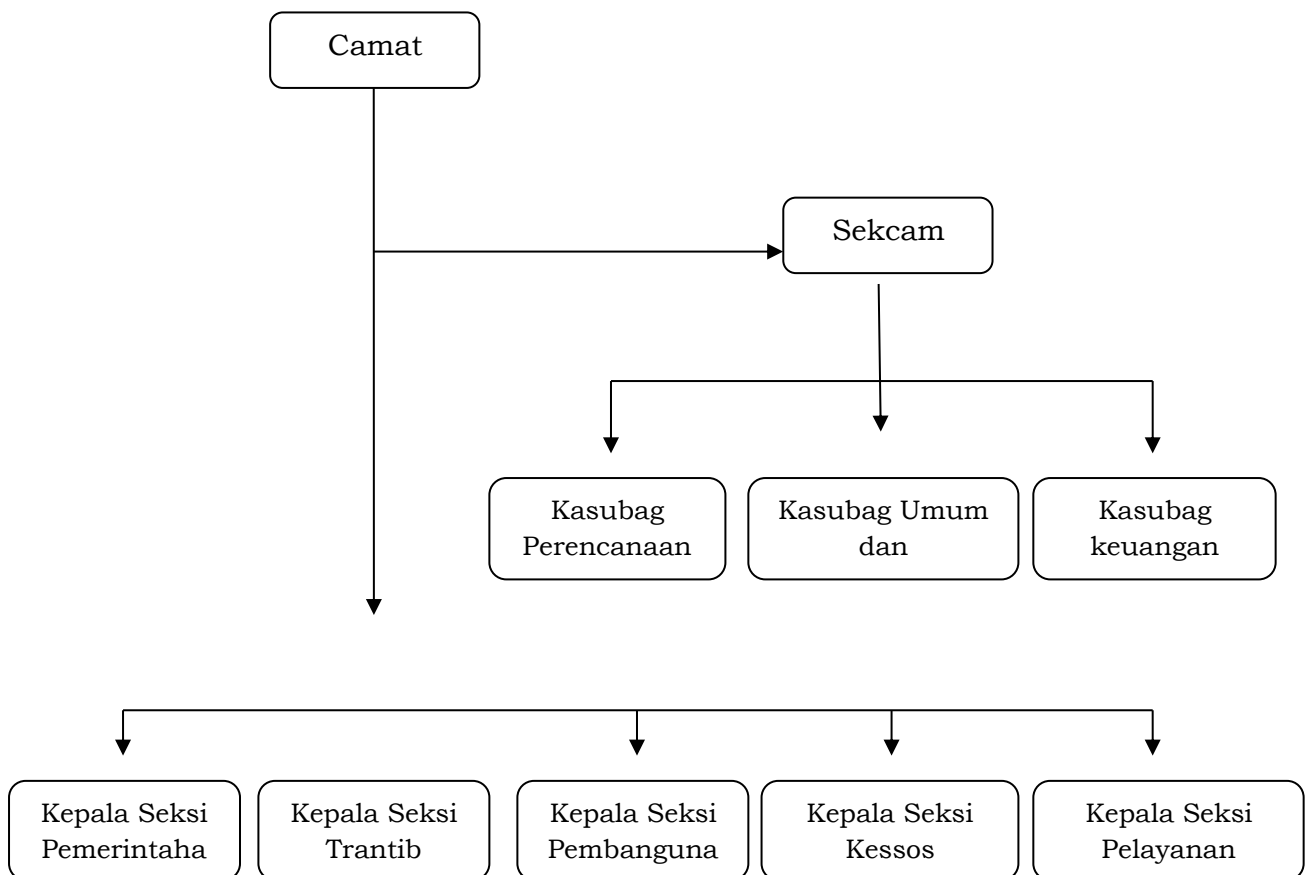 Camat
Sekcam
Kasubag
Perencanaan
Kasubag Umum
dan
Kasubag
keuangan
Kepala Seksi
Pemerintaha
Kepala Seksi
Trantib
Kepala Seksi
Pembanguna
Kepala Seksi
Kessos
Kepala Seksi
Pelayanan